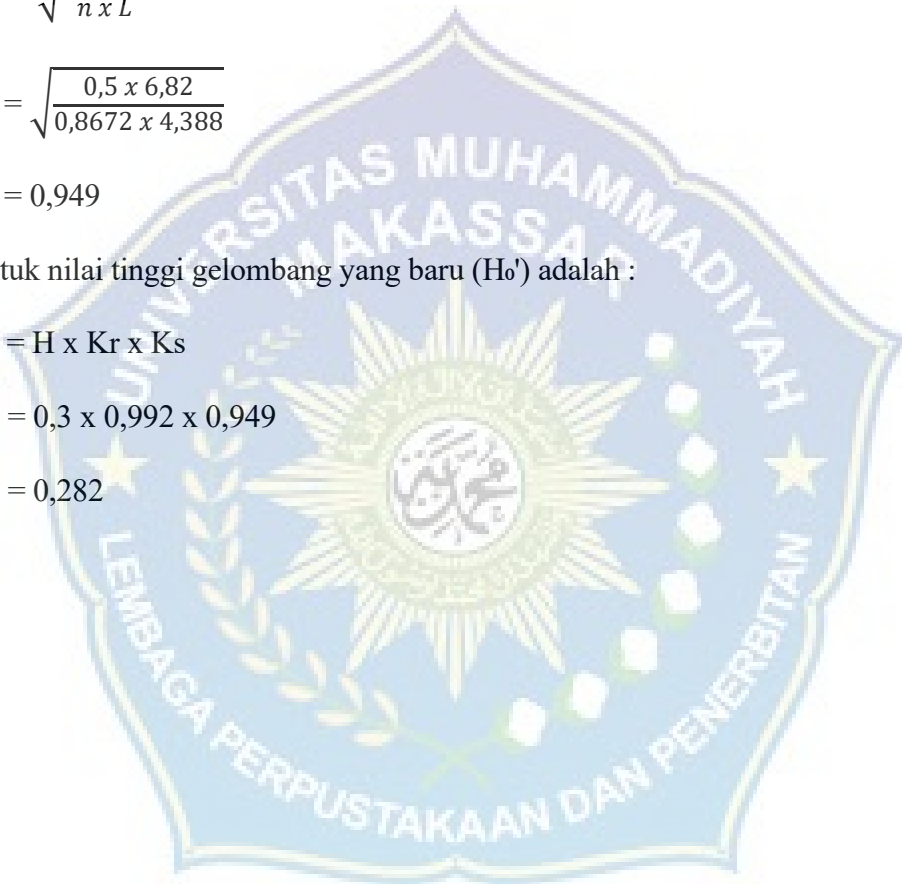 √ n x L
= √ 0,5 x 6,82
0,8672 x 4,388
= 0,949
tuk nilai tinggi gelombang yang baru (H₀') adalah :
= H x Kr x Ks
= 0,3 x 0,992 x 0,949
= 0,282
UNIVERSITAS MUHAMMADIYAH
MAKASSAR
LEMBAGA PERPUSTAKAAN DAN PENERBITAN